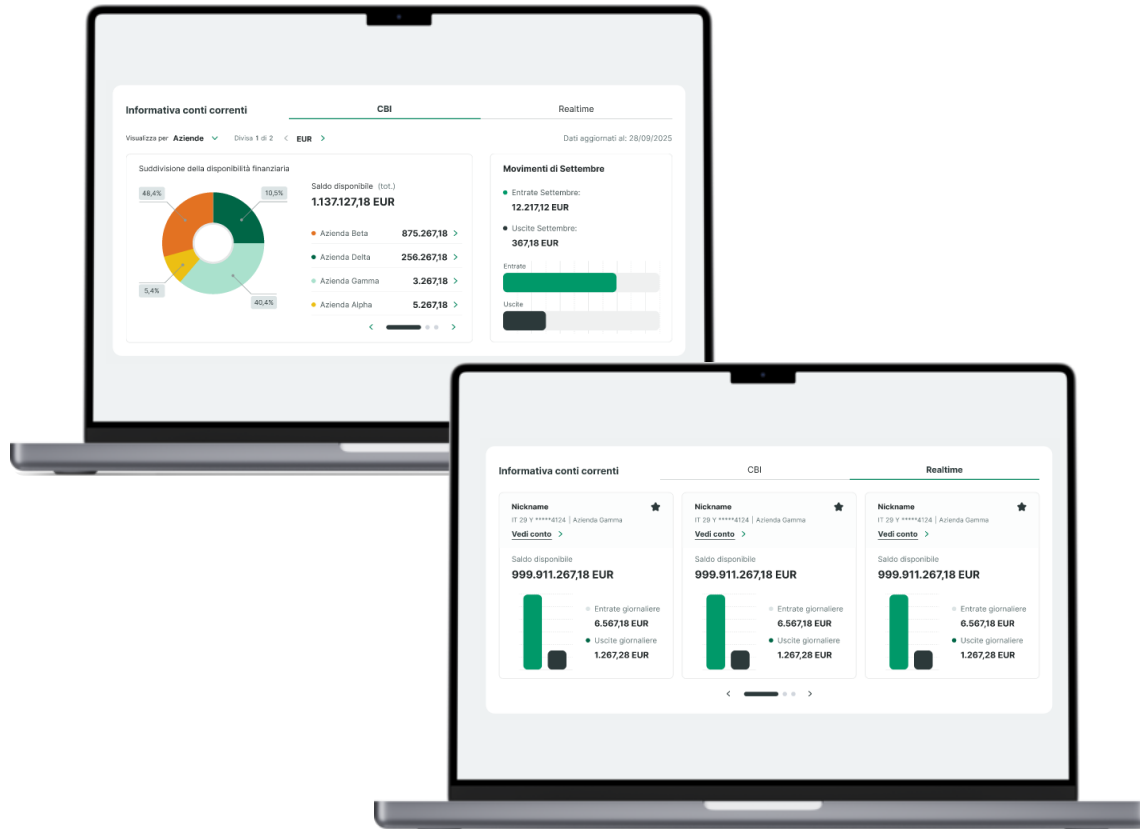 Informativa conti correnti
CBI
Realtime
Visualizza per Aziende
Divisa 1 di 2 < EUR >
Dati aggiornati al: 28/09/2025
Suddivisione della disponibilità finanziaria
46,4%
10,5%
5,4%
40,4%
Saldo disponibile (tot.)
1.137.127,18 EUR
Azienda Beta 875.267,18 >
Azienda Delta 256.267,18 >
Azienda Gamma 3.267,18 >
Azienda Alpha 5.267,18 >
Movimenti di Settembre
Entrate Settembre:
12.217,12 EUR
Uscite Settembre:
367,18 EUR
Entrate
Uscite
Informativa conti correnti
CBI
Realtime
Nickname
IT 29 Y *****4124 | Azienda Gamma
Vedi conto >
Saldo disponibile
999.911.267,18 EUR
Entrate giornaliere
6.567,18 EUR
Uscite giornaliere
1.267,28 EUR
Nickname
IT 29 Y *****4124 | Azienda Gamma
Vedi conto >
Saldo disponibile
999.911.267,18 EUR
Entrate giornaliere
6.567,18 EUR
Uscite giornaliere
1.267,28 EUR
Nickname
IT 29 Y *****4124 | Azienda Gamma
Vedi conto >
Saldo disponibile
999.911.267,18 EUR
Entrate giornaliere
6.567,18 EUR
Uscite giornaliere
1.267,28 EUR